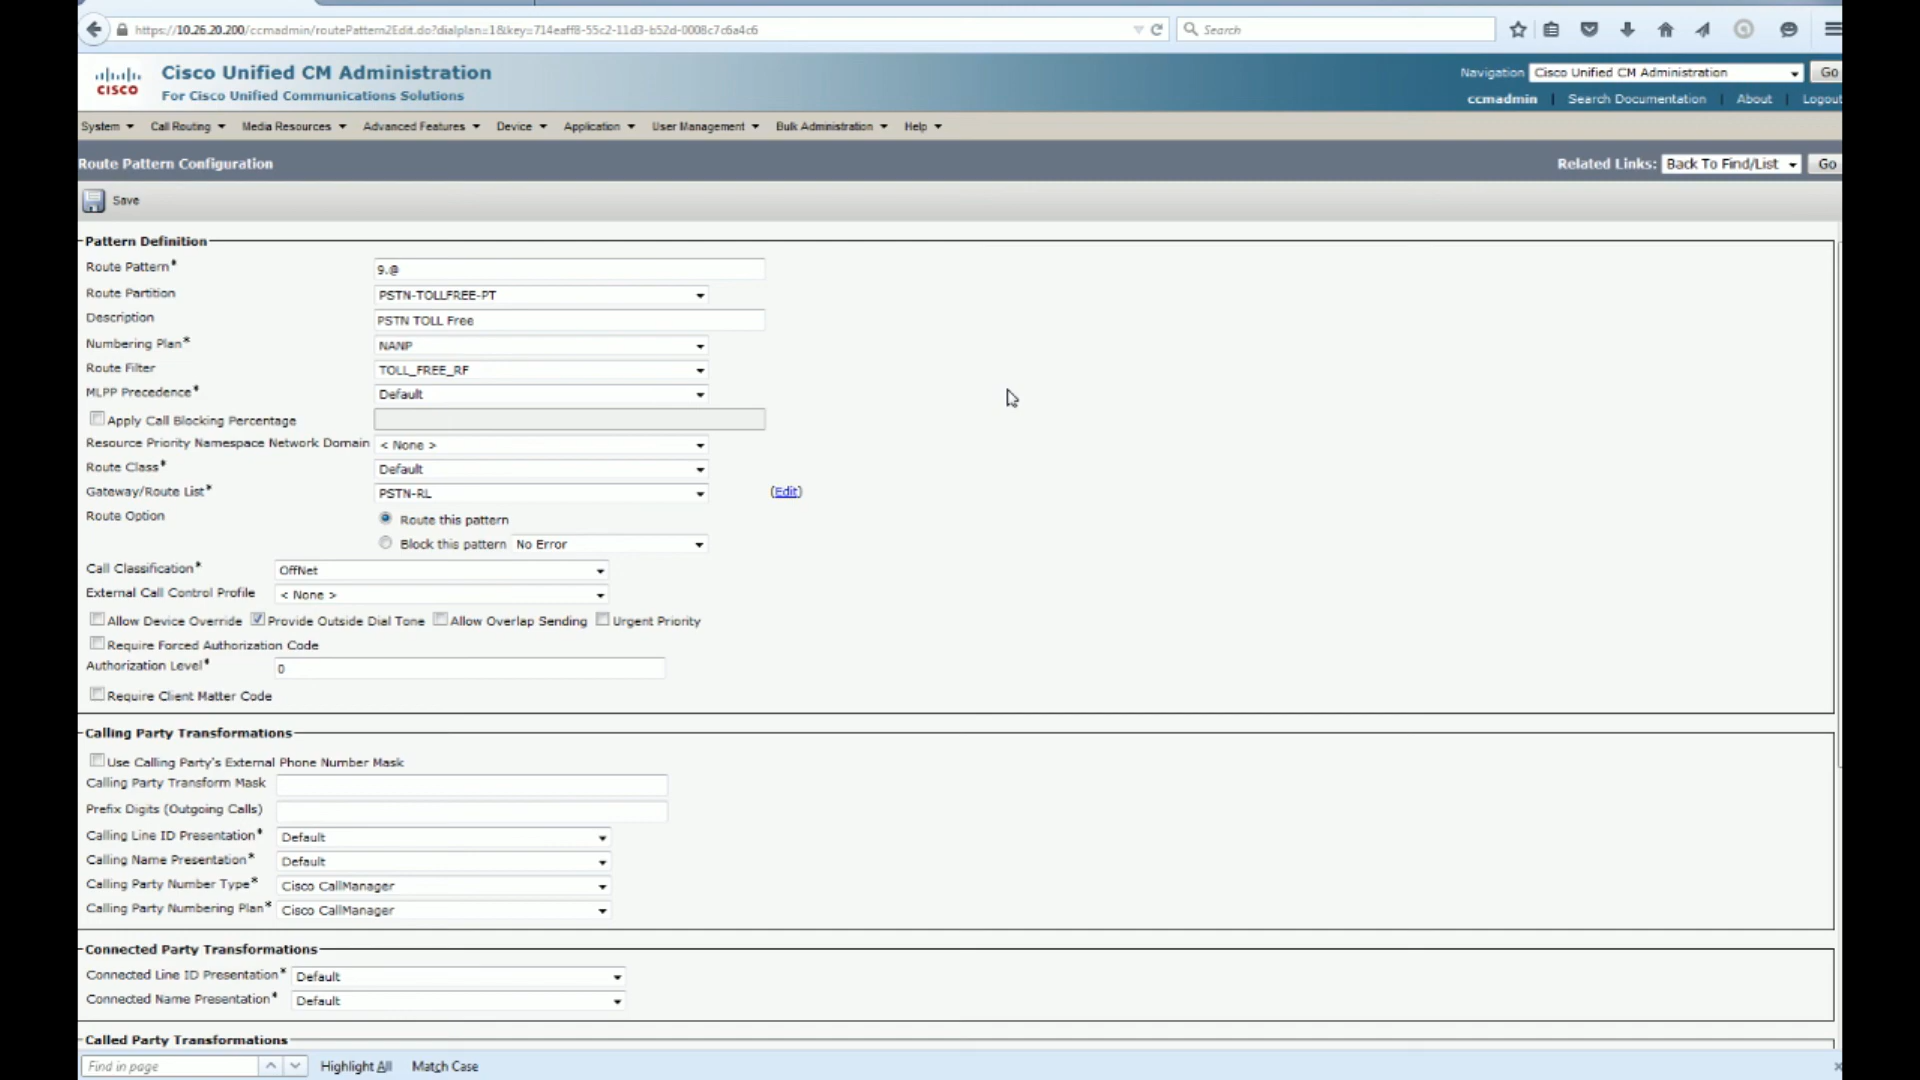 https://10.26.20.200/ccmadmin/routePattern2Edit.do?dialplan=1&key=714eaff8-55c2-11d3-b52d-0008c7c6a4c6
Search
CISCO
Cisco Unified CM Administration
For Cisco Unified Communications Solutions
Navigation Cisco Unified CM Administration Go
ccmadmin Search Documentation About Logout
System Call Routing Media Resources Advanced Features Device Application User Management Bulk Administration Help
Route Pattern Configuration
Related Links: Back To Find/List Go
Save
Pattern Definition
Route Pattern* 9.@
Route Partition PSTN-TOLLFREE-PT
Description PSTN TOLL Free
Numbering Plan* NANP
Route Filter TOLL_FREE_RF
MLPP Precedence* Default
Apply Call Blocking Percentage
Resource Priority Namespace Network Domain < None >
Route Class* Default
Gateway/Route List* PSTN-RL (Edit)
Route Option Route this pattern
Block this pattern No Error
Call Classification* OffNet
External Call Control Profile < None >
Allow Device Override Provide Outside Dial Tone Allow Overlap Sending Urgent Priority
Require Forced Authorization Code
Authorization Level* 0
Require Client Matter Code
Calling Party Transformations
Use Calling Party's External Phone Number Mask
Calling Party Transform Mask
Prefix Digits (Outgoing Calls)
Calling Line ID Presentation* Default
Calling Name Presentation* Default
Calling Party Number Type* Cisco CallManager
Calling Party Numbering Plan* Cisco CallManager
Connected Party Transformations
Connected Line ID Presentation* Default
Connected Name Presentation* Default
Called Party Transformations
Find in page Highlight All Match Case